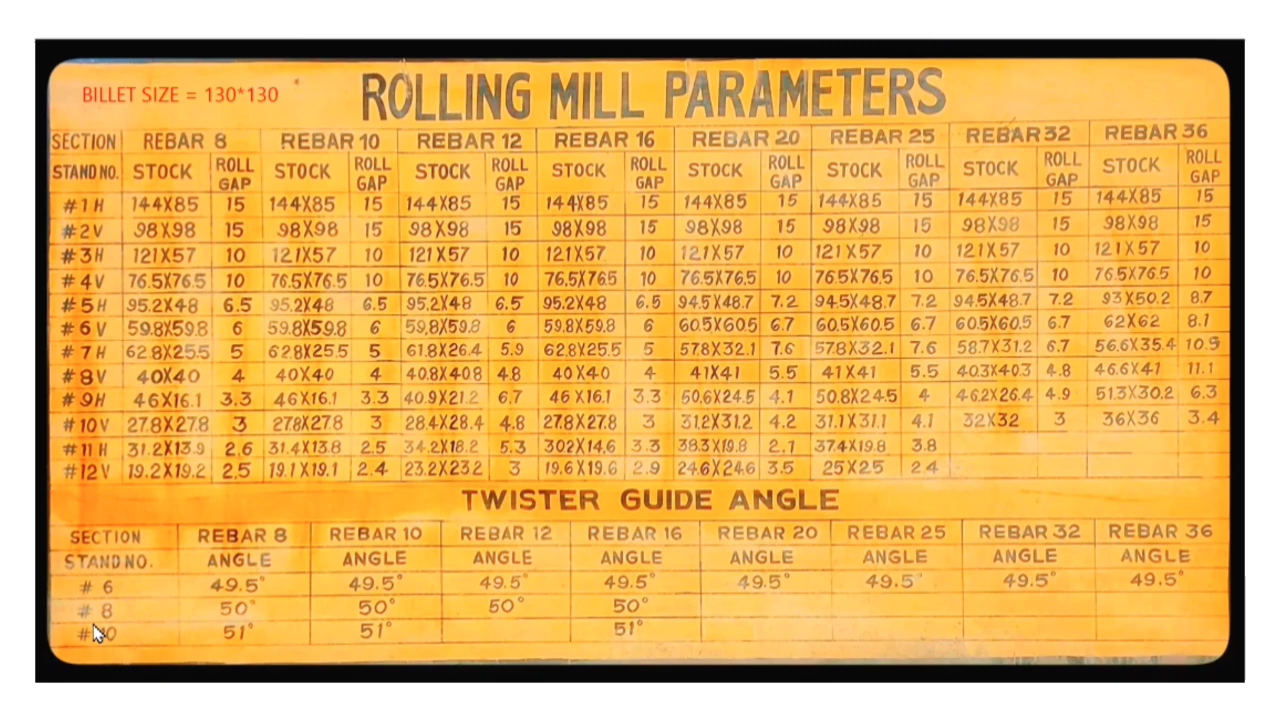 BILLET SIZE = 130*130
ROLLING MILL PARAMETERS
SECTION REBAR 8 REBAR 10 REBAR 12 REBAR 16 REBAR 20 REBAR 25 REBAR 32 REBAR 36
STAND NO. STOCK ROLL GAP STOCK ROLL GAP STOCK ROLL GAP STOCK ROLL GAP STOCK ROLL GAP STOCK ROLL GAP STOCK ROLL GAP STOCK ROLL GAP
#1H 144X85 15 144X85 15 144X85 15 144X85 15 144X85 15 144X85 15 144X85 15 144X85 15
#2V 98X98 15 98X98 15 98X98 15 98X98 15 98X98 15 98X98 15 98X98 15 98X98 15
#3H 121X57 10 121X57 10 121X57 10 121X57 10 121X57 10 121X57 10 121X57 10 121X57 10
#4V 76.5X76.5 10 76.5X76.5 10 76.5X76.5 10 76.5X76.5 10 76.5X76.5 10 76.5X76.5 10 76.5X76.5 10 76.5X76.5 10
#5H 95.2X48 6.5 95.2X48 6.5 95.2X48 6.5 95.2X48 6.5 94.5X48.7 7.2 94.5X48.7 7.2 94.5X48.7 7.2 93X50.2 8.7
#6V 59.8X59.8 6 59.8X59.8 6 59.8X59.8 6 59.8X59.8 6 60.5X60.5 6.7 60.5X60.5 6.7 60.5X60.5 6.7 62X62 8.1
#7H 62.8X25.5 5 62.8X25.5 5 61.8X26.4 5.9 62.8X25.5 5 57.8X32.1 7.6 57.8X32.1 7.6 58.7X31.2 6.7 56.6X35.4 10.9
#8V 40X40 4 40X40 4 40.8X40.8 4.8 40X40 4 41X41 5.5 41X41 5.5 40.3X40.3 4.8 46.6X41 11.1
#9H 46X16.1 3.3 46X16.1 3.3 40.9X21.2 6.7 46X16.1 3.3 50.6X24.5 4.1 50.8X24.5 4 46.2X26.4 4.9 51.3X30.2 6.3
#10V 27.8X27.8 3 27.8X27.8 3 28.4X28.4 4.8 27.8X27.8 3 31.2X31.2 4.2 31.1X31.1 4.1 32X32 3 36X36 3.4
#11H 31.2X13.9 2.6 31.4X13.8 2.5 34.2X18.2 5.3 30.2X14.6 3.3 38.3X19.8 2.1 37.4X19.8 3.8
#12V 19.2X19.2 2.5 19.1X19.1 2.4 23.2X23.2 3 19.6X19.6 2.9 24.6X24.6 3.5 25X25 2.4
TWISTER GUIDE ANGLE
SECTION REBAR 8 REBAR 10 REBAR 12 REBAR 16 REBAR 20 REBAR 25 REBAR 32 REBAR 36
STAND NO. ANGLE ANGLE ANGLE ANGLE ANGLE ANGLE ANGLE ANGLE
# 6 49.5° 49.5° 49.5° 49.5° 49.5° 49.5° 49.5° 49.5°
# 8 50° 50° 50° 50°
#10 51° 51° 51°